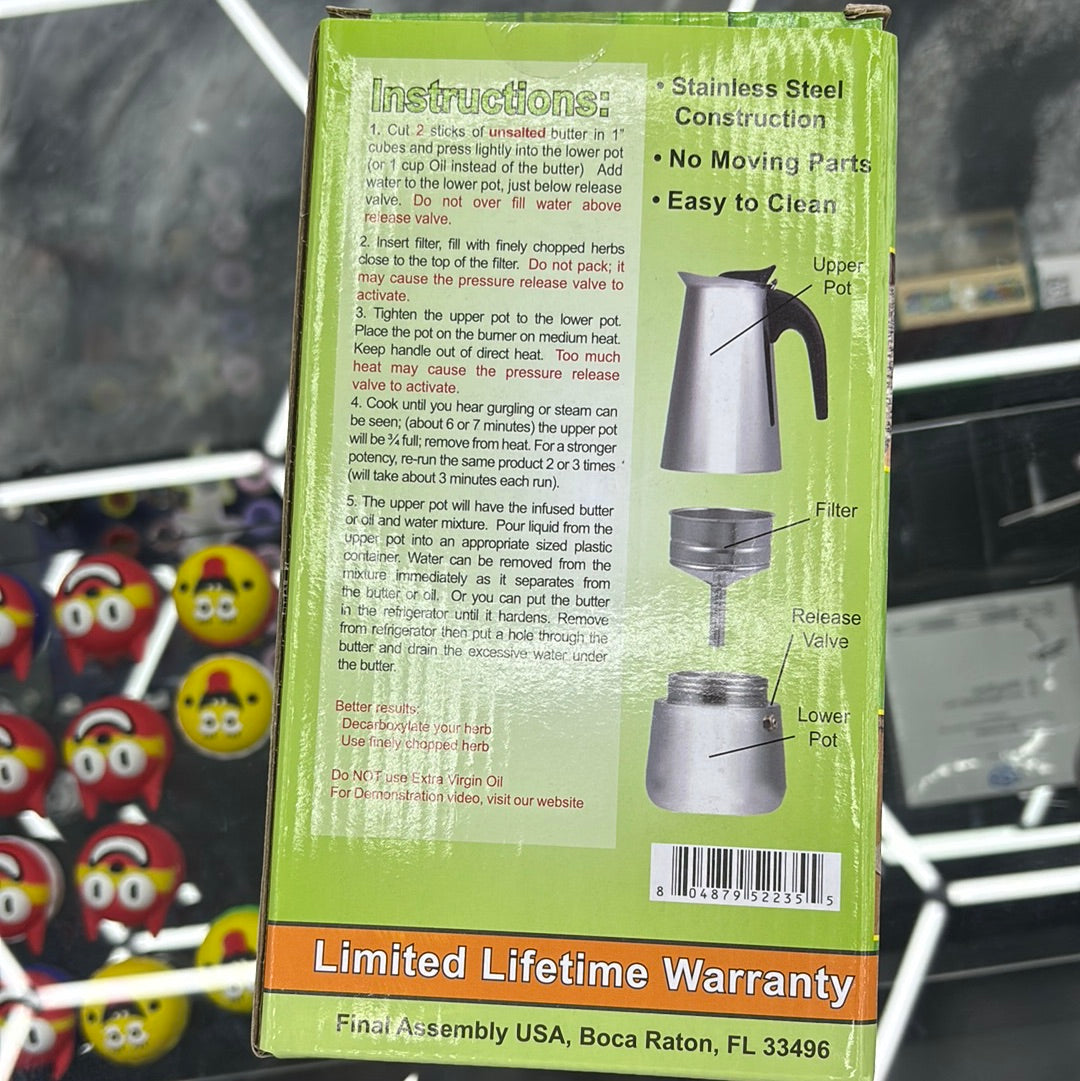 Instructions:
1. Cut 2 sticks of unsalted butter in 1"
cubes and press lightly into the lower pot
(or 1 cup Oil instead of the butter) Add
water to the lower pot, just below release
valve. Do not over fill water above
release valve.
2. Insert filter, fill with finely chopped herbs
close to the top of the filter. Do not pack; it
may cause the pressure release valve to
activate.
3. Tighten the upper pot to the lower pot.
Place the pot on the burner on medium heat.
Keep handle out of direct heat. Too much
heat may cause the pressure release
valve to activate.
4. Cook until you hear gurgling or steam can
be seen; (about 6 or 7 minutes) the upper pot
will be ¾ full; remove from heat. For a stronger
potency, re-run the same product 2 or 3 times
(will take about 3 minutes each run).
5. The upper pot will have the infused butter
or oil and water mixture. Pour liquid from the
upper pot into an appropriate sized plastic
container. Water can be removed from the
mixture immediately as it separates from
the butter or oil. Or you can put the butter
in the refrigerator until it hardens. Remove
from refrigerator then put a hole through the
butter and drain the excessive water under
the butter.
Better results:
Decarboxylate your herb
Use finely chopped herb
Do NOT use Extra Virgin Oil
For Demonstration video, visit our website
• Stainless Steel
Construction
• No Moving Parts
• Easy to Clean
Upper
Pot
Filter
Release
Valve
Lower
Pot
8 04879 52235 5
Limited Lifetime Warranty
Final Assembly USA, Boca Raton, FL 33496